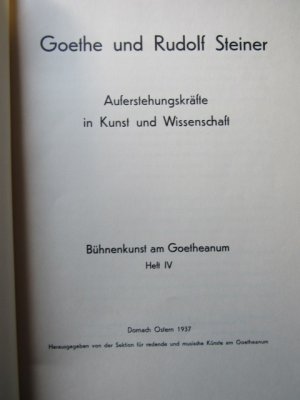 Goethe und Rudolf Steiner
Auferstehungskräfte
in Kunst und Wissenschaft
Bühnenkunst am Goetheanum
Heft IV
Dornach Ostern 1937
Herausgegeben von der Sektion für redende und musische Künste am Goetheanum